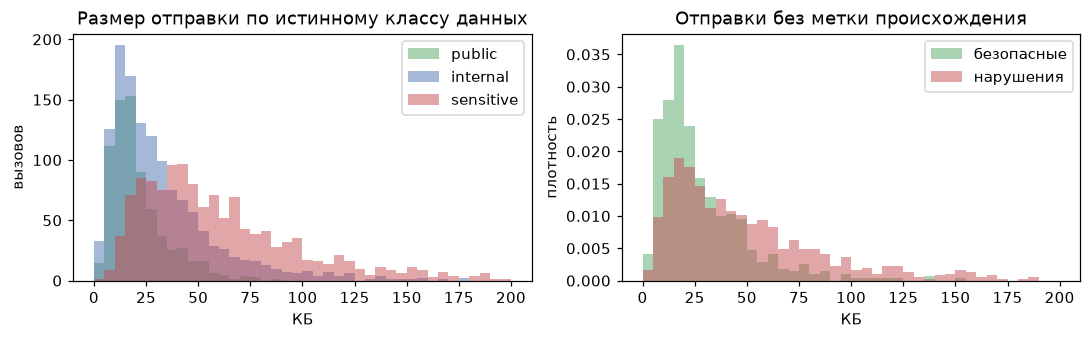 Размер отправки по истинному классу данных
вызовов
200
150
100
50
0
public
internal
sensitive
0 25 50 75 100 125 150 175 200
КБ
Отправки без метки происхождения
плотность
0.035
0.030
0.025
0.020
0.015
0.010
0.005
0.000
безопасные
нарушения
0 25 50 75 100 125 150 175 200
КБ